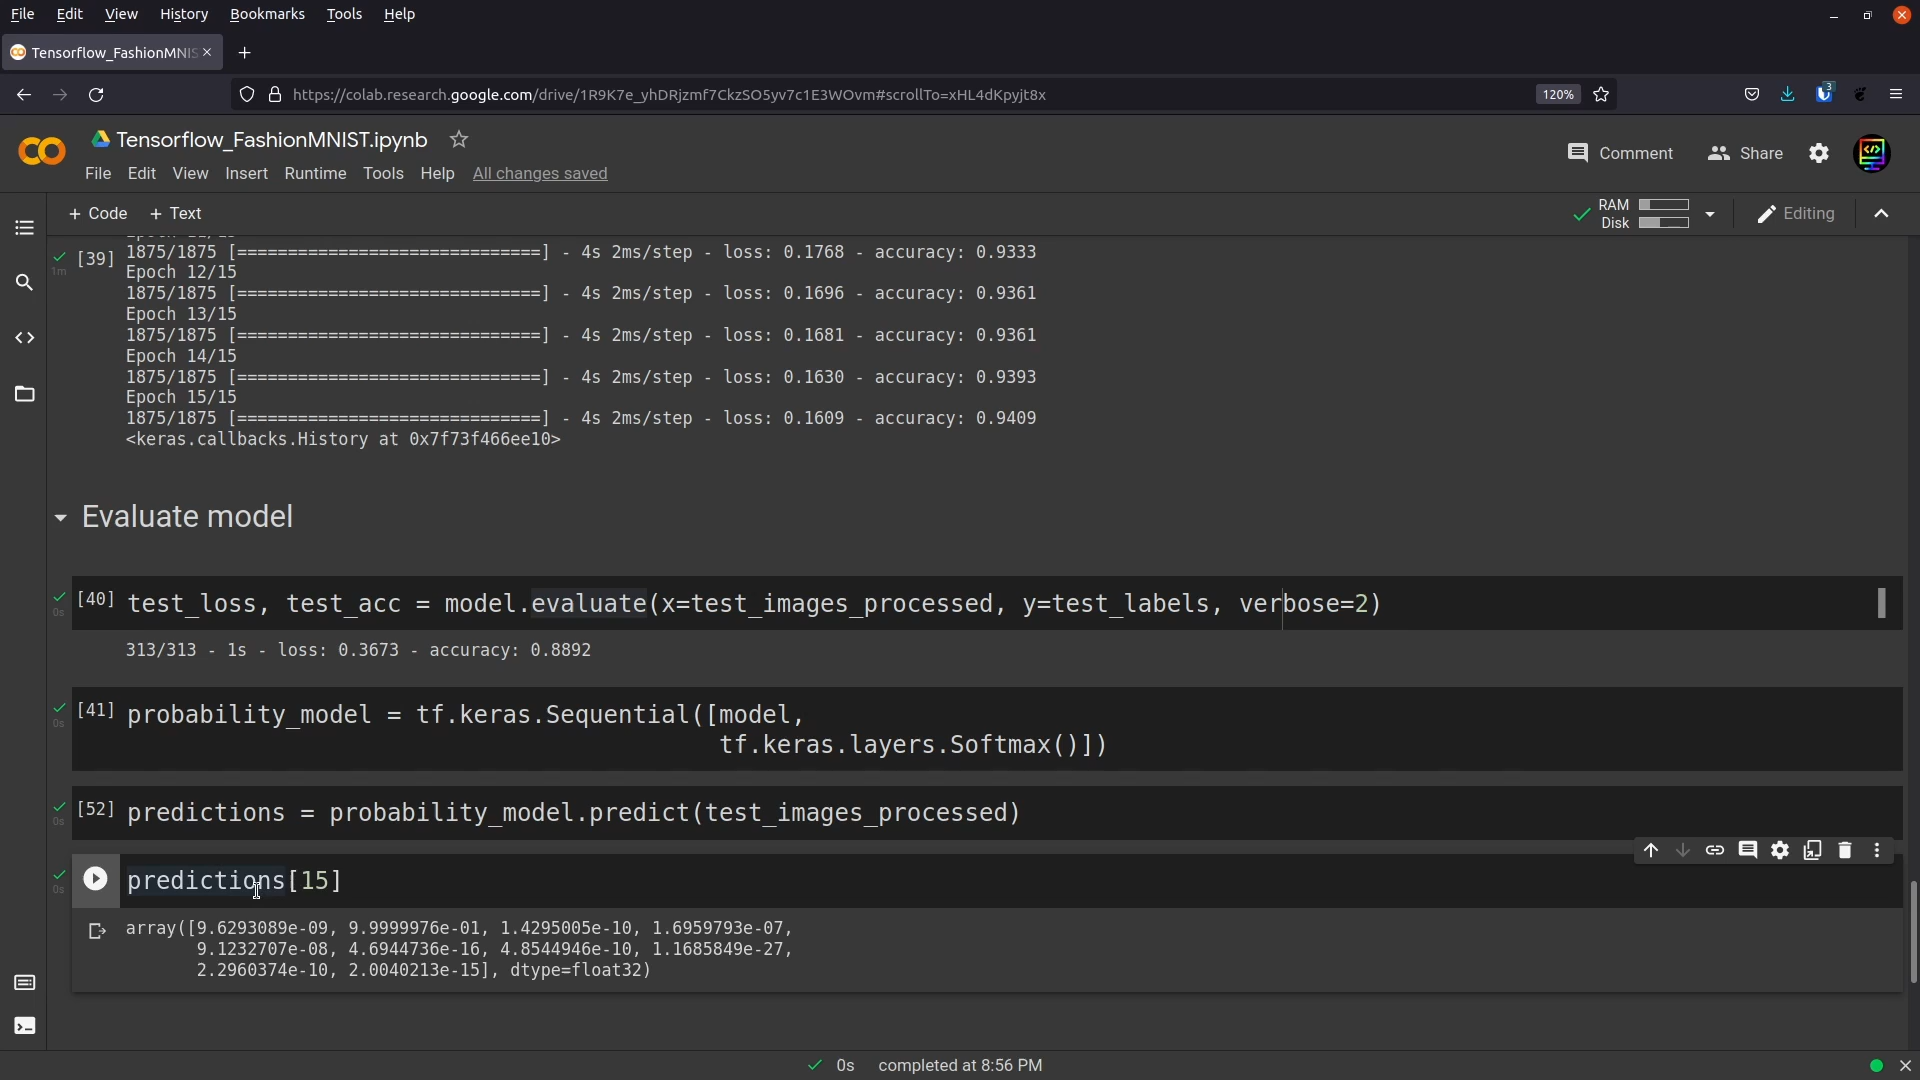 File Edit View History Bookmarks Tools Help
Tensorflow_FashionMNIS
https://colab.research.google.com/drive/1R9K7e_yhDRjzmf7CkzSO5yv7c1E3WOvm#scrollTo=xHL4dKpyjt8x 120% 3
Tensorflow_FashionMNIST.ipynb
Comment Share
File Edit View Insert Runtime Tools Help All changes saved
+ Code + Text
RAM
Disk
Editing
[39] 1875/1875 [==============================] - 4s 2ms/step - loss: 0.1768 - accuracy: 0.9333
1m
Epoch 12/15
1875/1875 [==============================] - 4s 2ms/step - loss: 0.1696 - accuracy: 0.9361
Epoch 13/15
1875/1875 [==============================] - 4s 2ms/step - loss: 0.1681 - accuracy: 0.9361
Epoch 14/15
1875/1875 [==============================] - 4s 2ms/step - loss: 0.1630 - accuracy: 0.9393
Epoch 15/15
1875/1875 [==============================] - 4s 2ms/step - loss: 0.1609 - accuracy: 0.9409
<keras.callbacks.History at 0x7f73f466ee10>
Evaluate model
[40] test_loss, test_acc = model.evaluate(x=test_images_processed, y=test_labels, verbose=2)
0s
313/313 - 1s - loss: 0.3673 - accuracy: 0.8892
[41] probability_model = tf.keras.Sequential([model,
0s
tf.keras.layers.Softmax()])
[52] predictions = probability_model.predict(test_images_processed)
0s
predictions[15]
0s
array([9.6293089e-09, 9.9999976e-01, 1.4295005e-10, 1.6959793e-07,
9.1232707e-08, 4.6944736e-16, 4.8544946e-10, 1.1685849e-27,
2.2960374e-10, 2.0040213e-15], dtype=float32)
0s completed at 8:56 PM